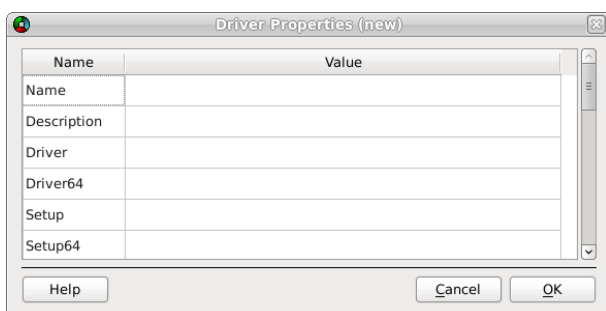 Driver Properties (new)
Name Value
Name
Description
Driver
Driver64
Setup
Setup64
Help Cancel OK